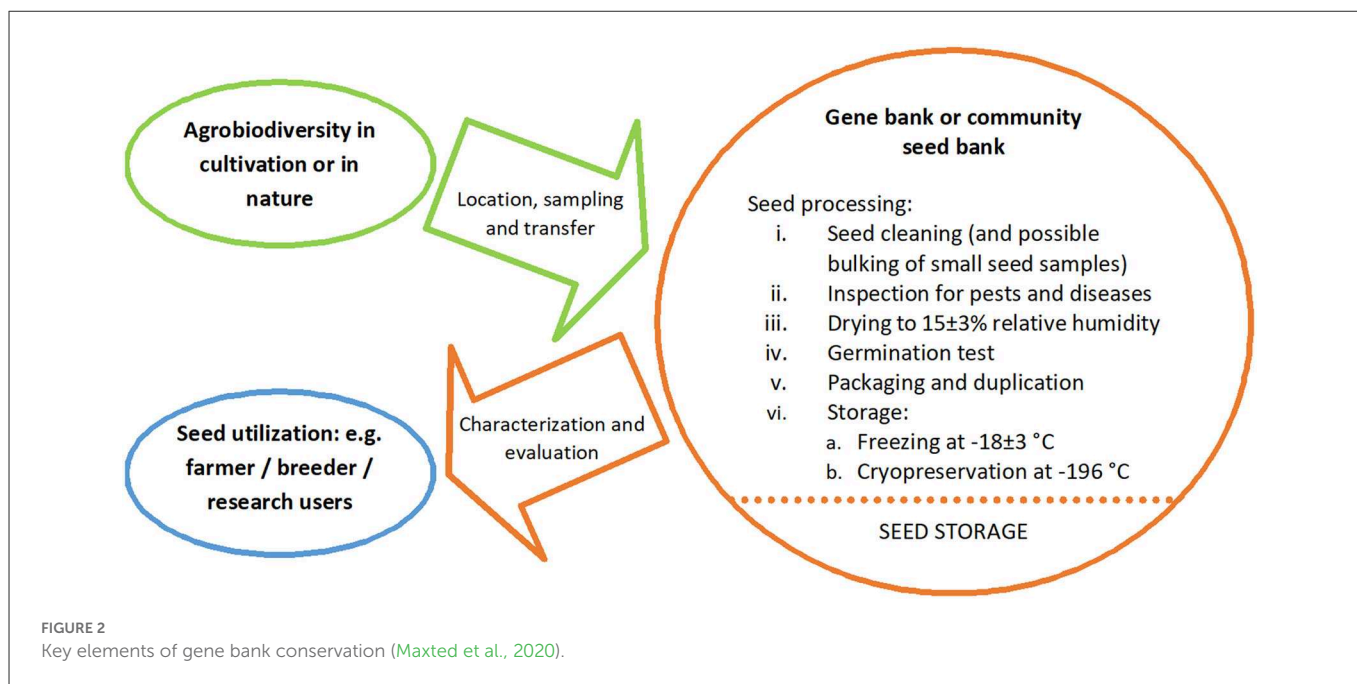 Agrobiodiversity in
cultivation or in
nature
Location, sampling
and transfer
Gene bank or community
seed bank
Seed processing:
i. Seed cleaning (and possible
bulking of small seed samples)
ii. Inspection for pests and diseases
iii. Drying to 15±3% relative humidity
iv. Germination test
v. Packaging and duplication
vi. Storage:
a. Freezing at -18±3 °C
b. Cryopreservation at -196 °C
SEED STORAGE
Characterization and
evaluation
Seed utilization: e.g.
farmer / breeder /
research users
FIGURE 2
Key elements of gene bank conservation (Maxted et al., 2020).